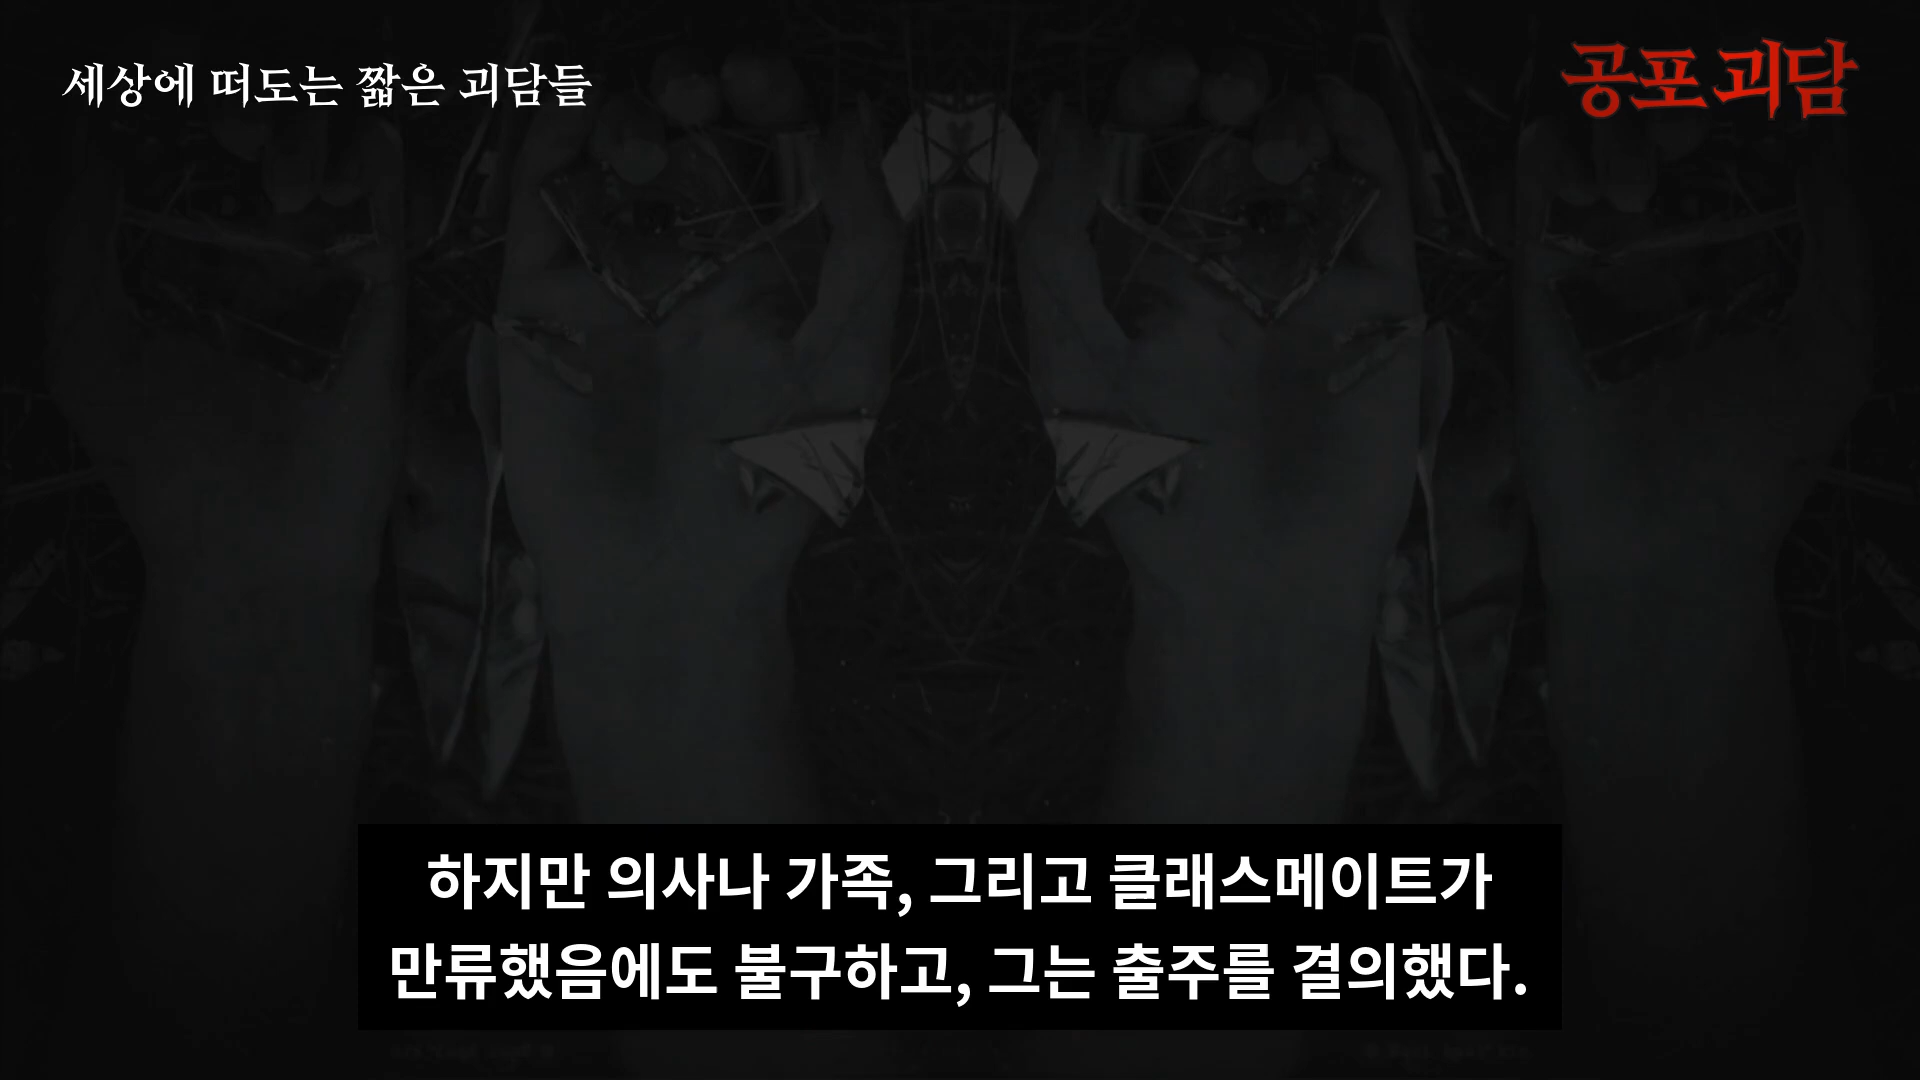 세상에 떠도는 짧은 괴담들
공포 괴담
하지만 의사나 가족, 그리고 클래스메이트가
만류했음에도 불구하고, 그는 출주를 결의했다.